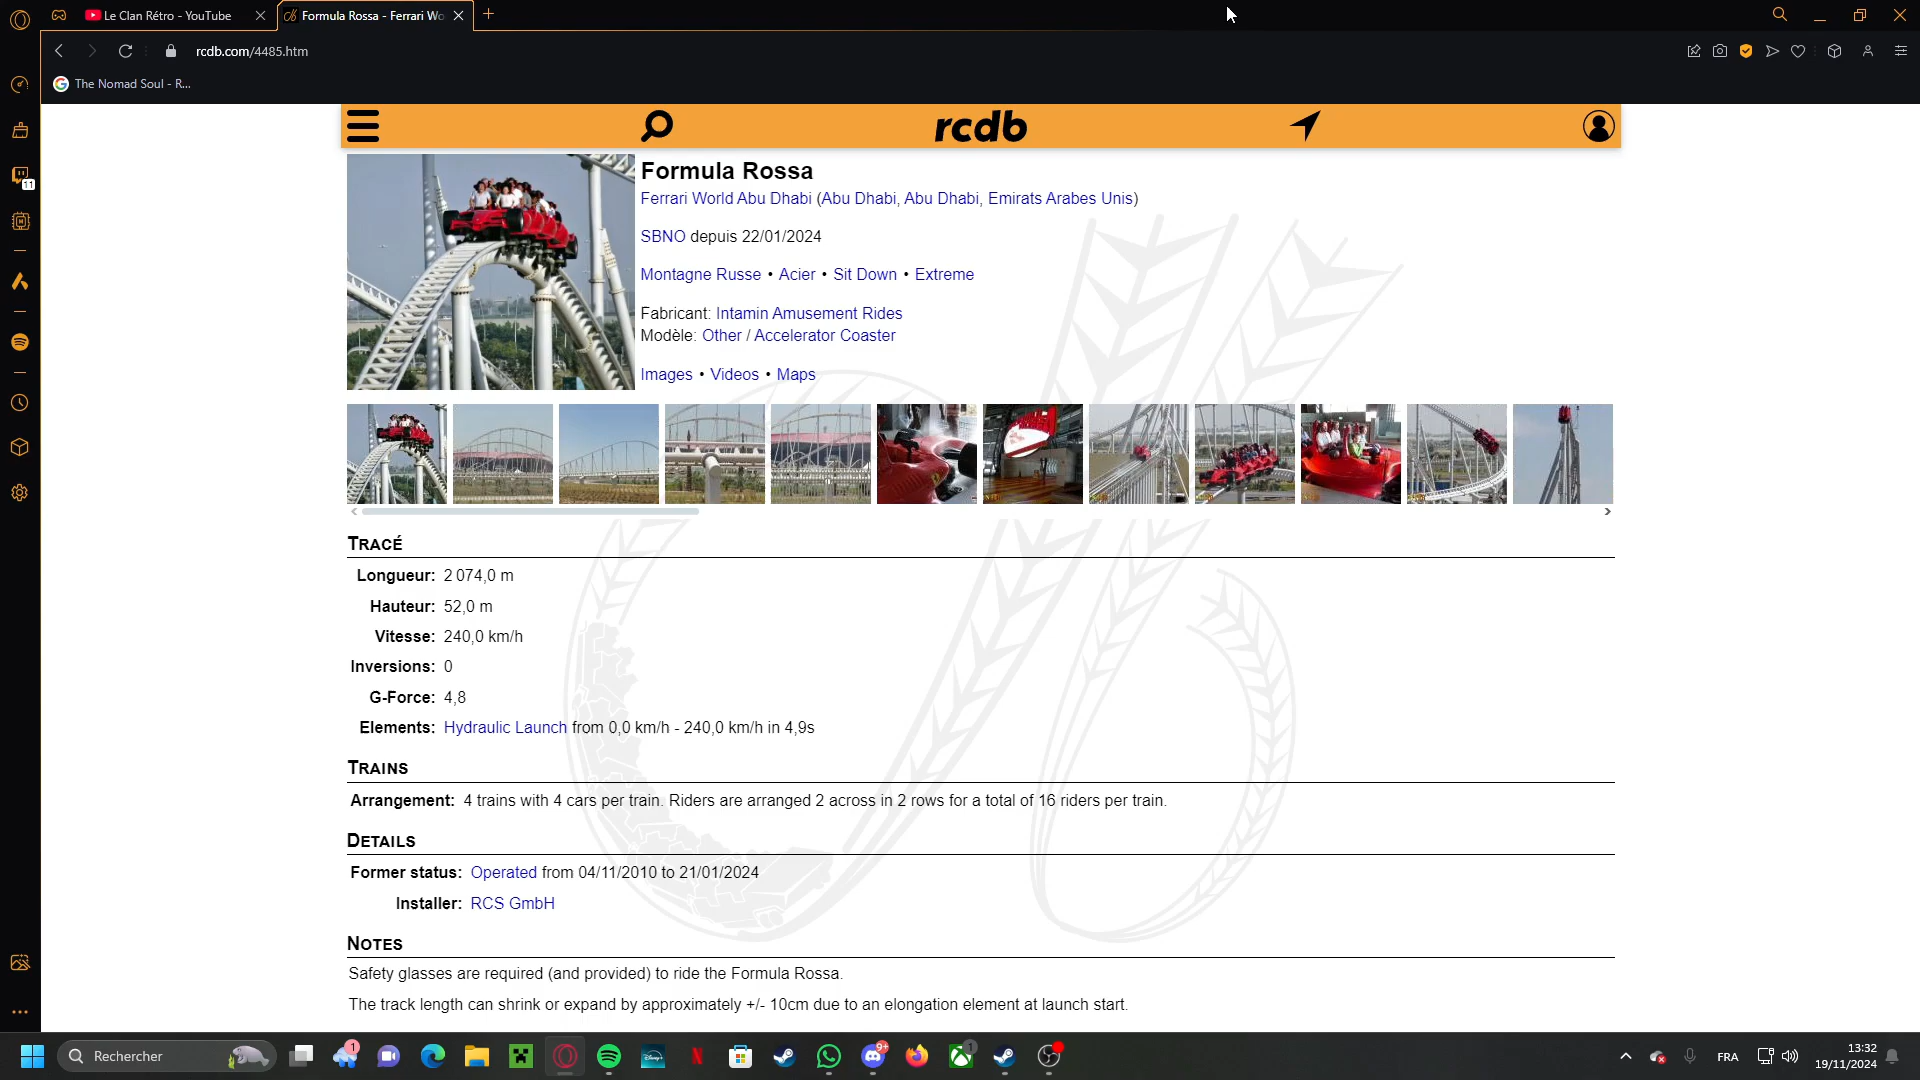 Le Clan Rétro - YouTube
Formula Rossa - Ferrari Wo
rcdb.com/4485.htm
The Nomad Soul - R...
11
rcdb
Formula Rossa
Ferrari World Abu Dhabi (Abu Dhabi, Abu Dhabi, Emirats Arabes Unis)
SBNO depuis 22/01/2024
Montagne Russe • Acier • Sit Down • Extreme
Fabricant: Intamin Amusement Rides
Modèle: Other / Accelerator Coaster
Images • Videos • Maps
TRACÉ
Longueur: 2 074,0 m
Hauteur: 52,0 m
Vitesse: 240,0 km/h
Inversions: 0
G-Force: 4,8
Elements: Hydraulic Launch from 0,0 km/h - 240,0 km/h in 4,9s
TRAINS
Arrangement: 4 trains with 4 cars per train. Riders are arranged 2 across in 2 rows for a total of 16 riders per train.
DETAILS
Former status: Operated from 04/11/2010 to 21/01/2024
Installer: RCS GmbH
NOTES
Safety glasses are required (and provided) to ride the Formula Rossa.
The track length can shrink or expand by approximately +/- 10cm due to an elongation element at launch start.
Rechercher
1
Disney+
N
9+
1
FRA
13:32
19/11/2024